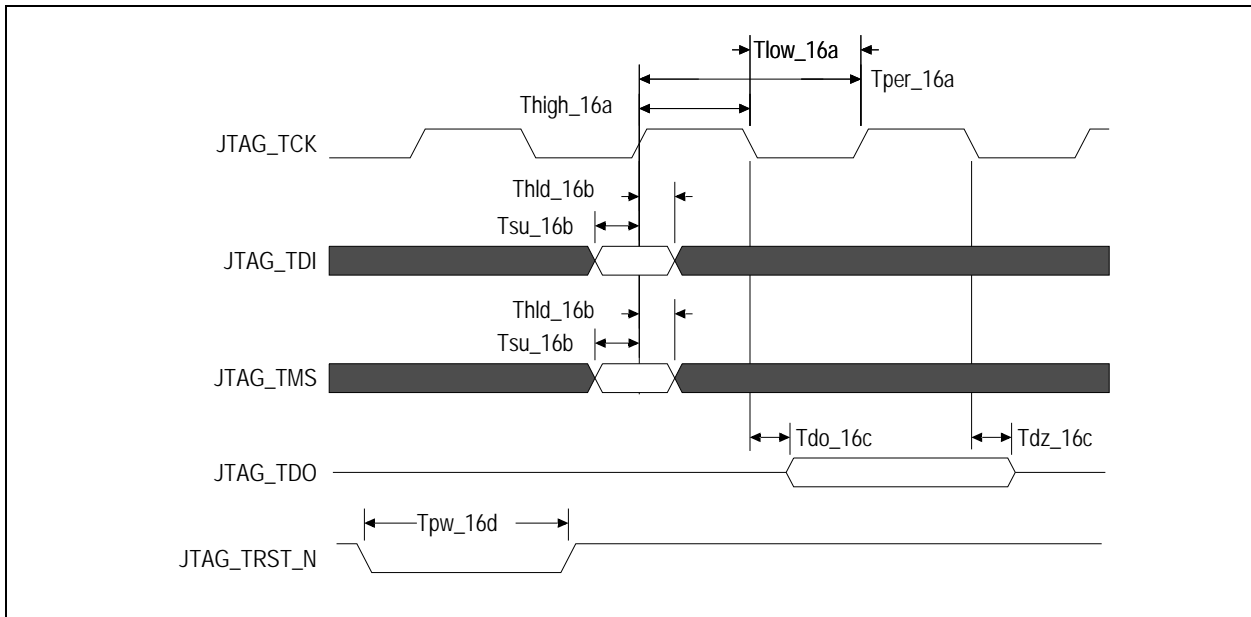 Tlow_16a
Tper_16a
Thigh_16a
JTAG_TCK
Thld_16b
Tsu_16b
JTAG_TDI
Thld_16b
Tsu_16b
JTAG_TMS
Tdo_16c
Tdz_16c
JTAG_TDO
Tpw_16d
JTAG_TRST_N